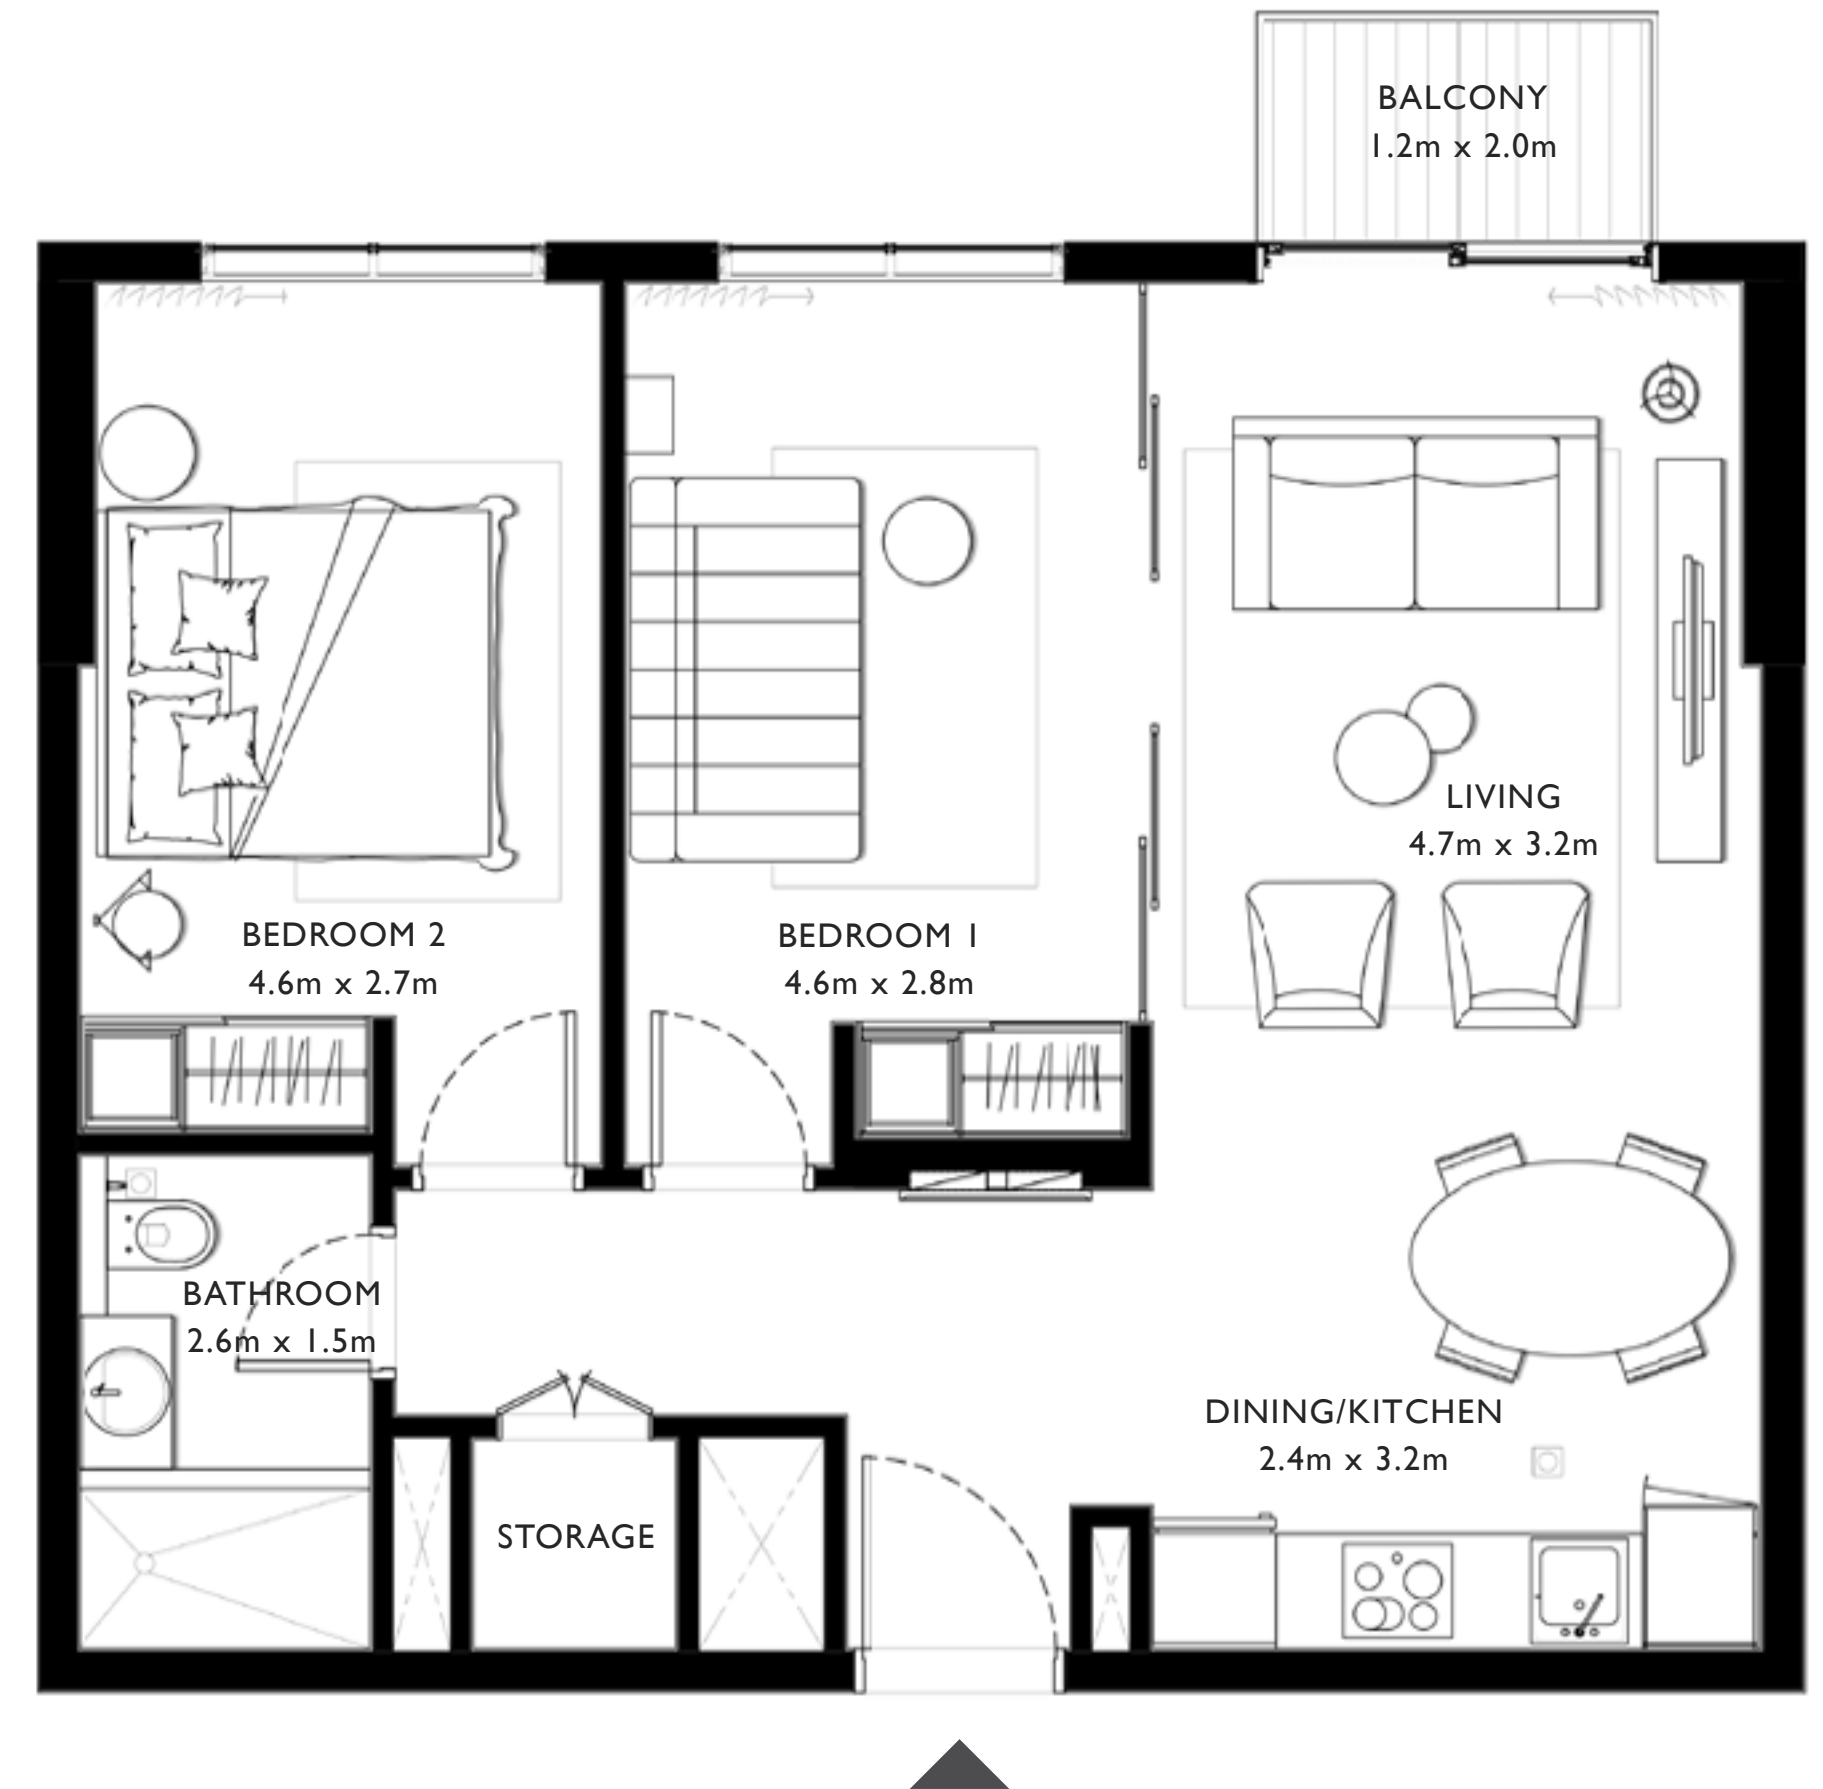 BALCONY
1.2m x 2.0m
LIVING
4.7m x 3.2m
BEDROOM 2
4.6m x 2.7m
BEDROOM 1
4.6m x 2.8m
BATHROOM
2.6m x 1.5m
DINING/KITCHEN
2.4m x 3.2m
STORAGE